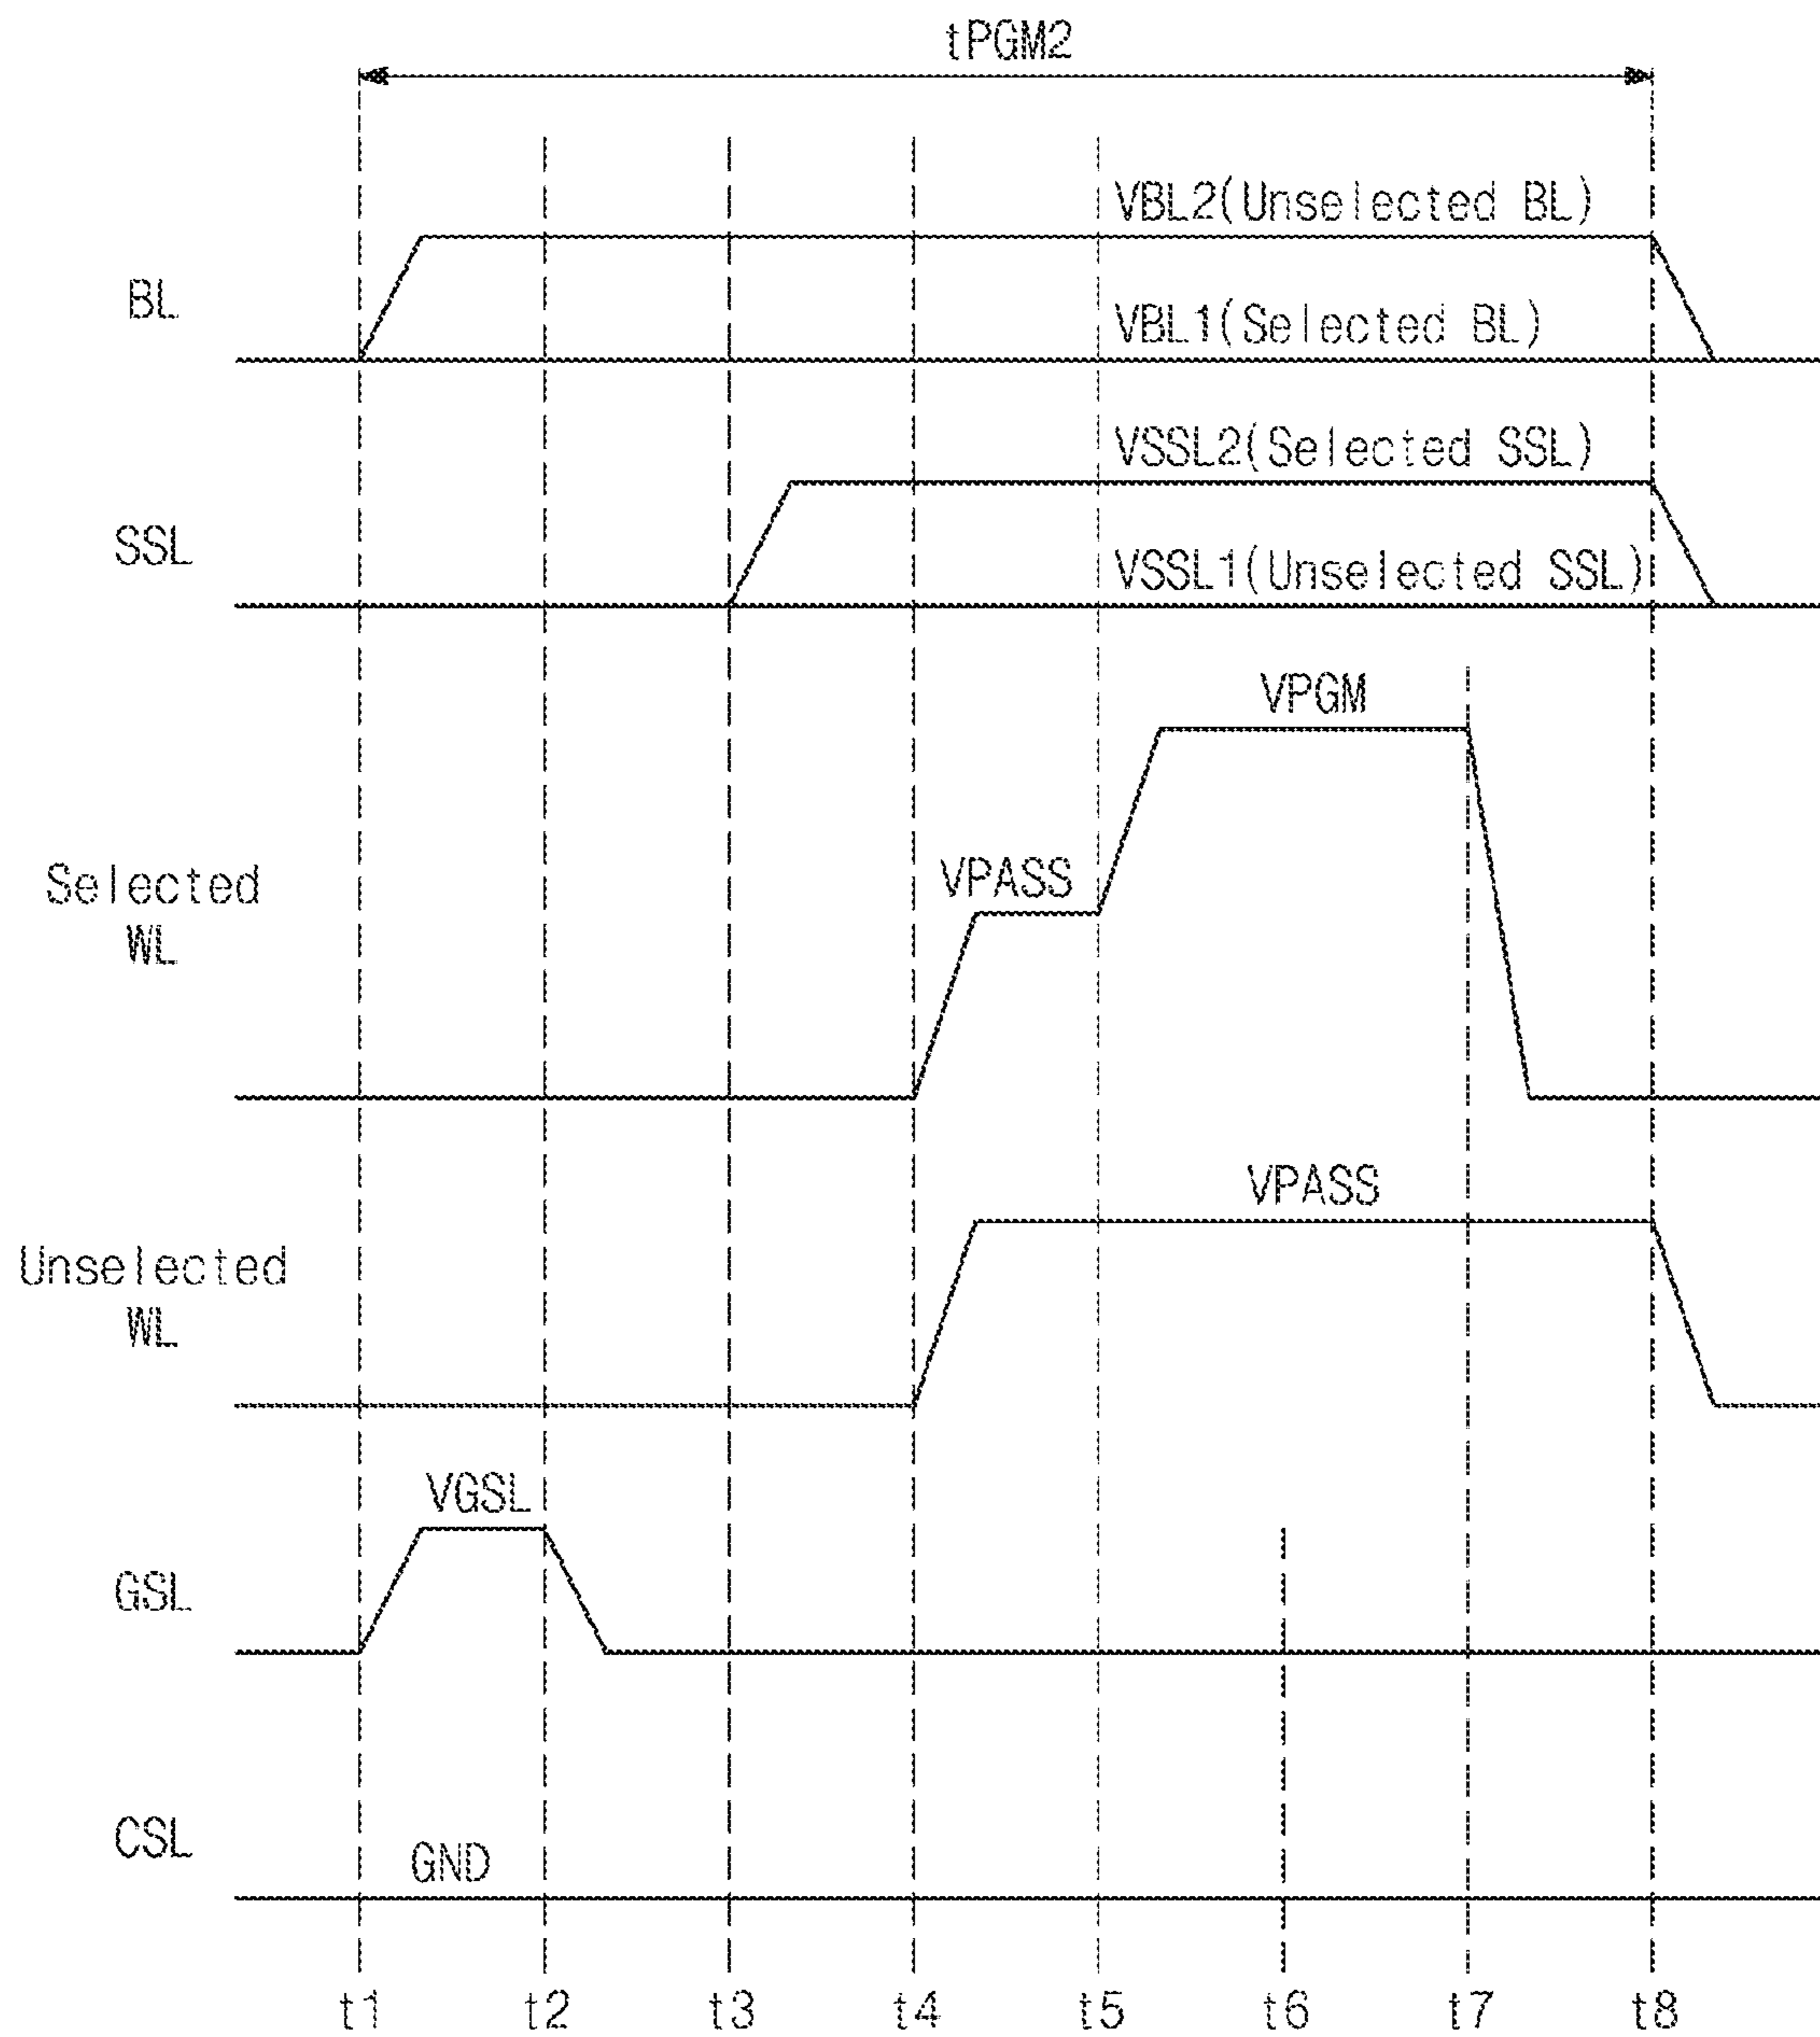 tPGM2
VBL2(Unselected BL)
BL
VBL1(Selected BL)
VSSL2(Selected SSL)
SSL
VSSL1(Unselected SSL)
VPGM
Selected
WL
VPASS
VPASS
Unselected
WL
VGSL
GSL
CSL
GND
t1 t2 t3 t4 t5 t6 t7 t8